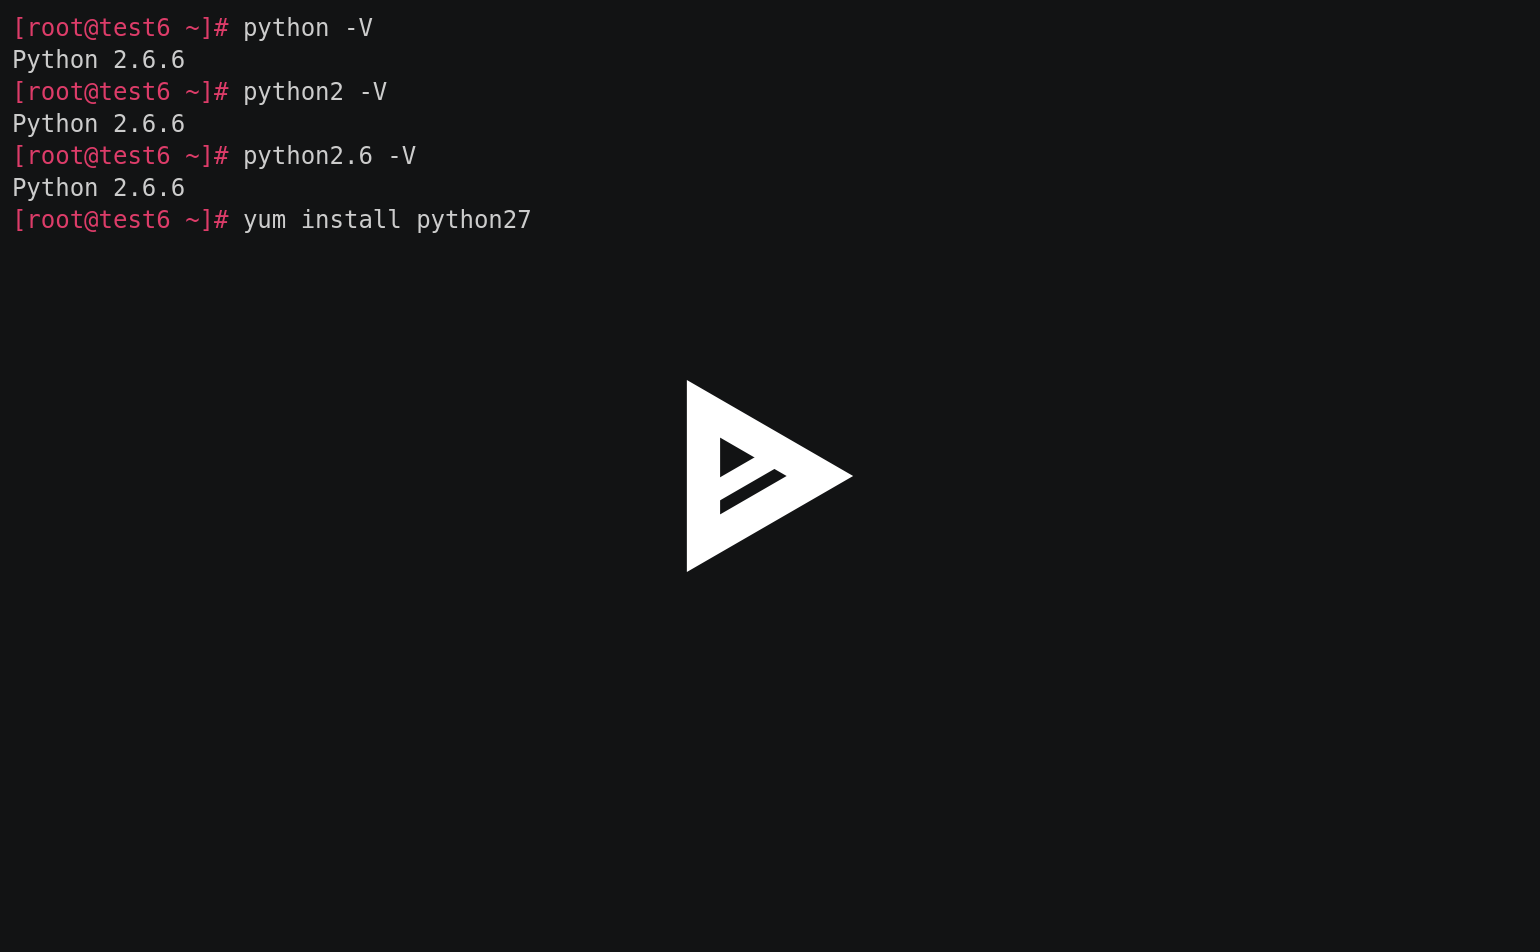 [root@test6 ~]# python -V
Python 2.6.6
[root@test6 ~]# python2 -V
Python 2.6.6
[root@test6 ~]# python2.6 -V
Python 2.6.6
[root@test6 ~]# yum install python27